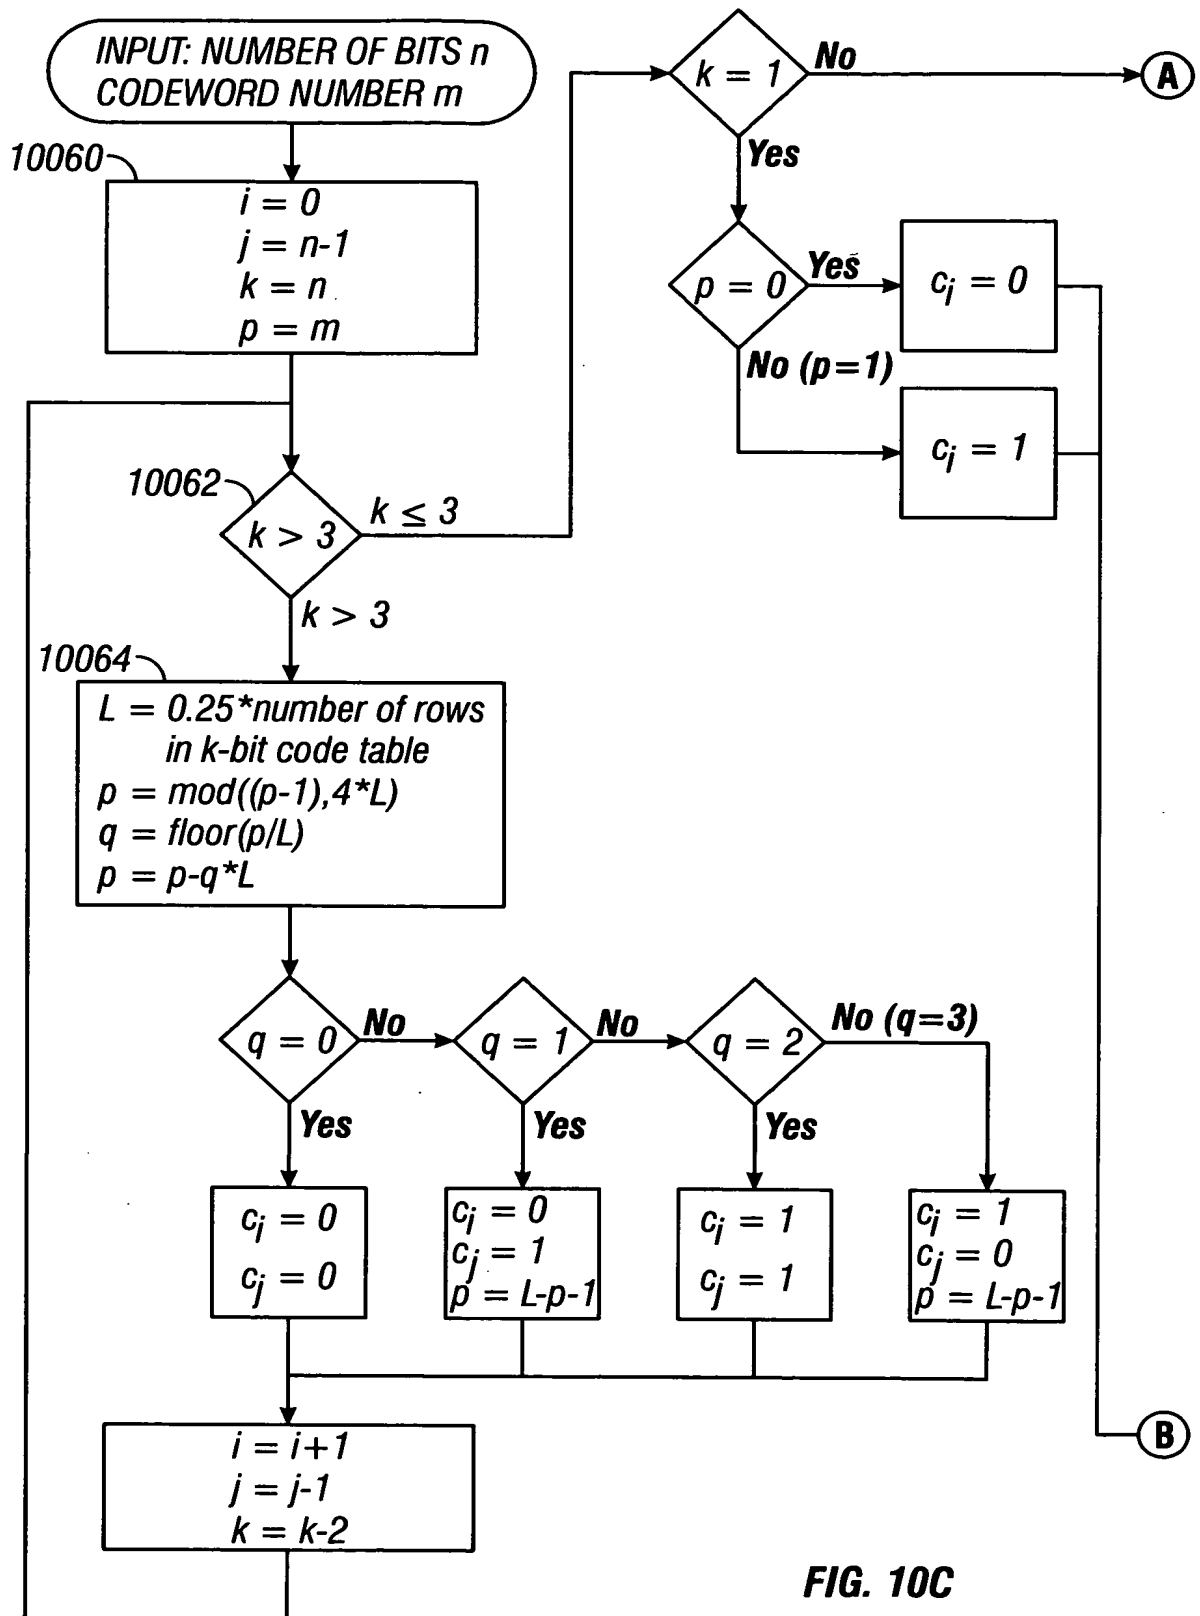 INPUT: NUMBER OF BITS n
CODEWORD NUMBER m
10060
i = 0
j = n-1
k = n
p = m
10062
k > 3
k ≤ 3
k > 3
10064
L = 0.25*number of rows
in k-bit code table
p = mod((p-1),4*L)
q = floor(p/L)
p = p-q*L
q = 0
No
q = 1
No
q = 2
No (q=3)
Yes
Yes
Yes
ci = 0
cj = 0
ci = 0
cj = 1
p = L-p-1
ci = 1
cj = 1
ci = 1
cj = 0
p = L-p-1
i = i+1
j = j-1
k = k-2
k = 1
No
A
Yes
p = 0
Yes
ci = 0
No (p=1)
ci = 1
B
FIG. 10C